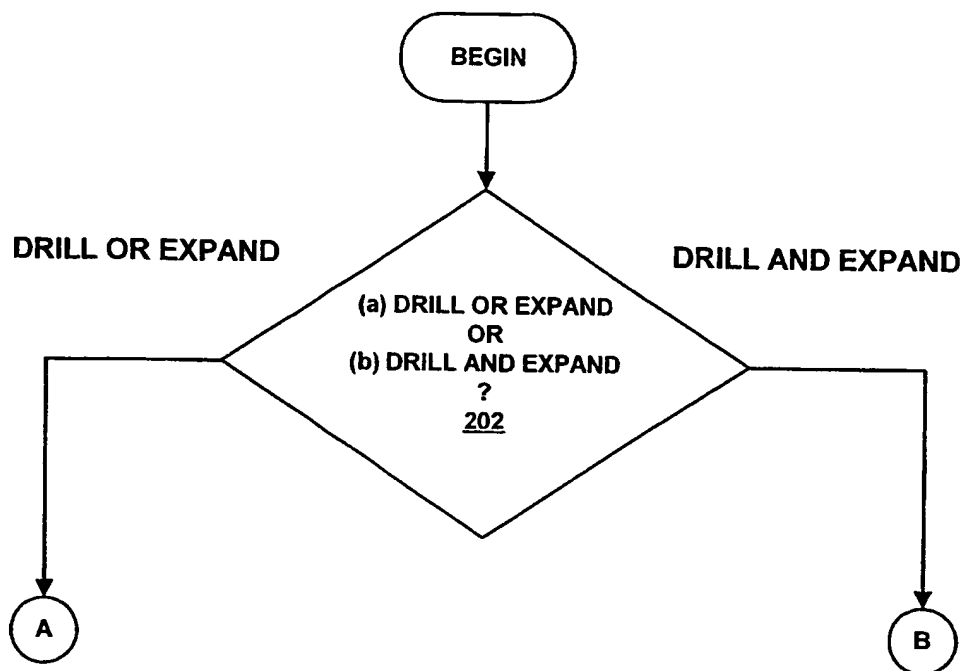 BEGIN
DRILL OR EXPAND
DRILL AND EXPAND
(a) DRILL OR EXPAND
OR
(b) DRILL AND EXPAND
?
202
A
B